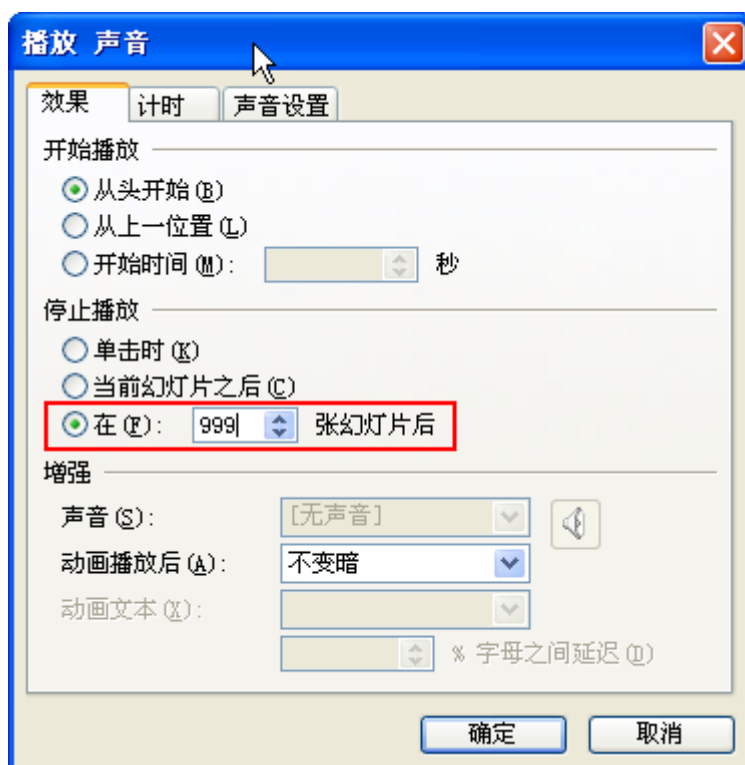 播放 声音
效果 计时 声音设置
开始播放
从头开始(B)
从上一位置(L)
开始时间(M): 秒
停止播放
单击时(K)
当前幻灯片之后(C)
在(F): 999 张幻灯片后
增强
声音(S): [无声音]
动画播放后(A): 不变暗
动画文本(X):
% 字母之间延迟(D)
确定 取消